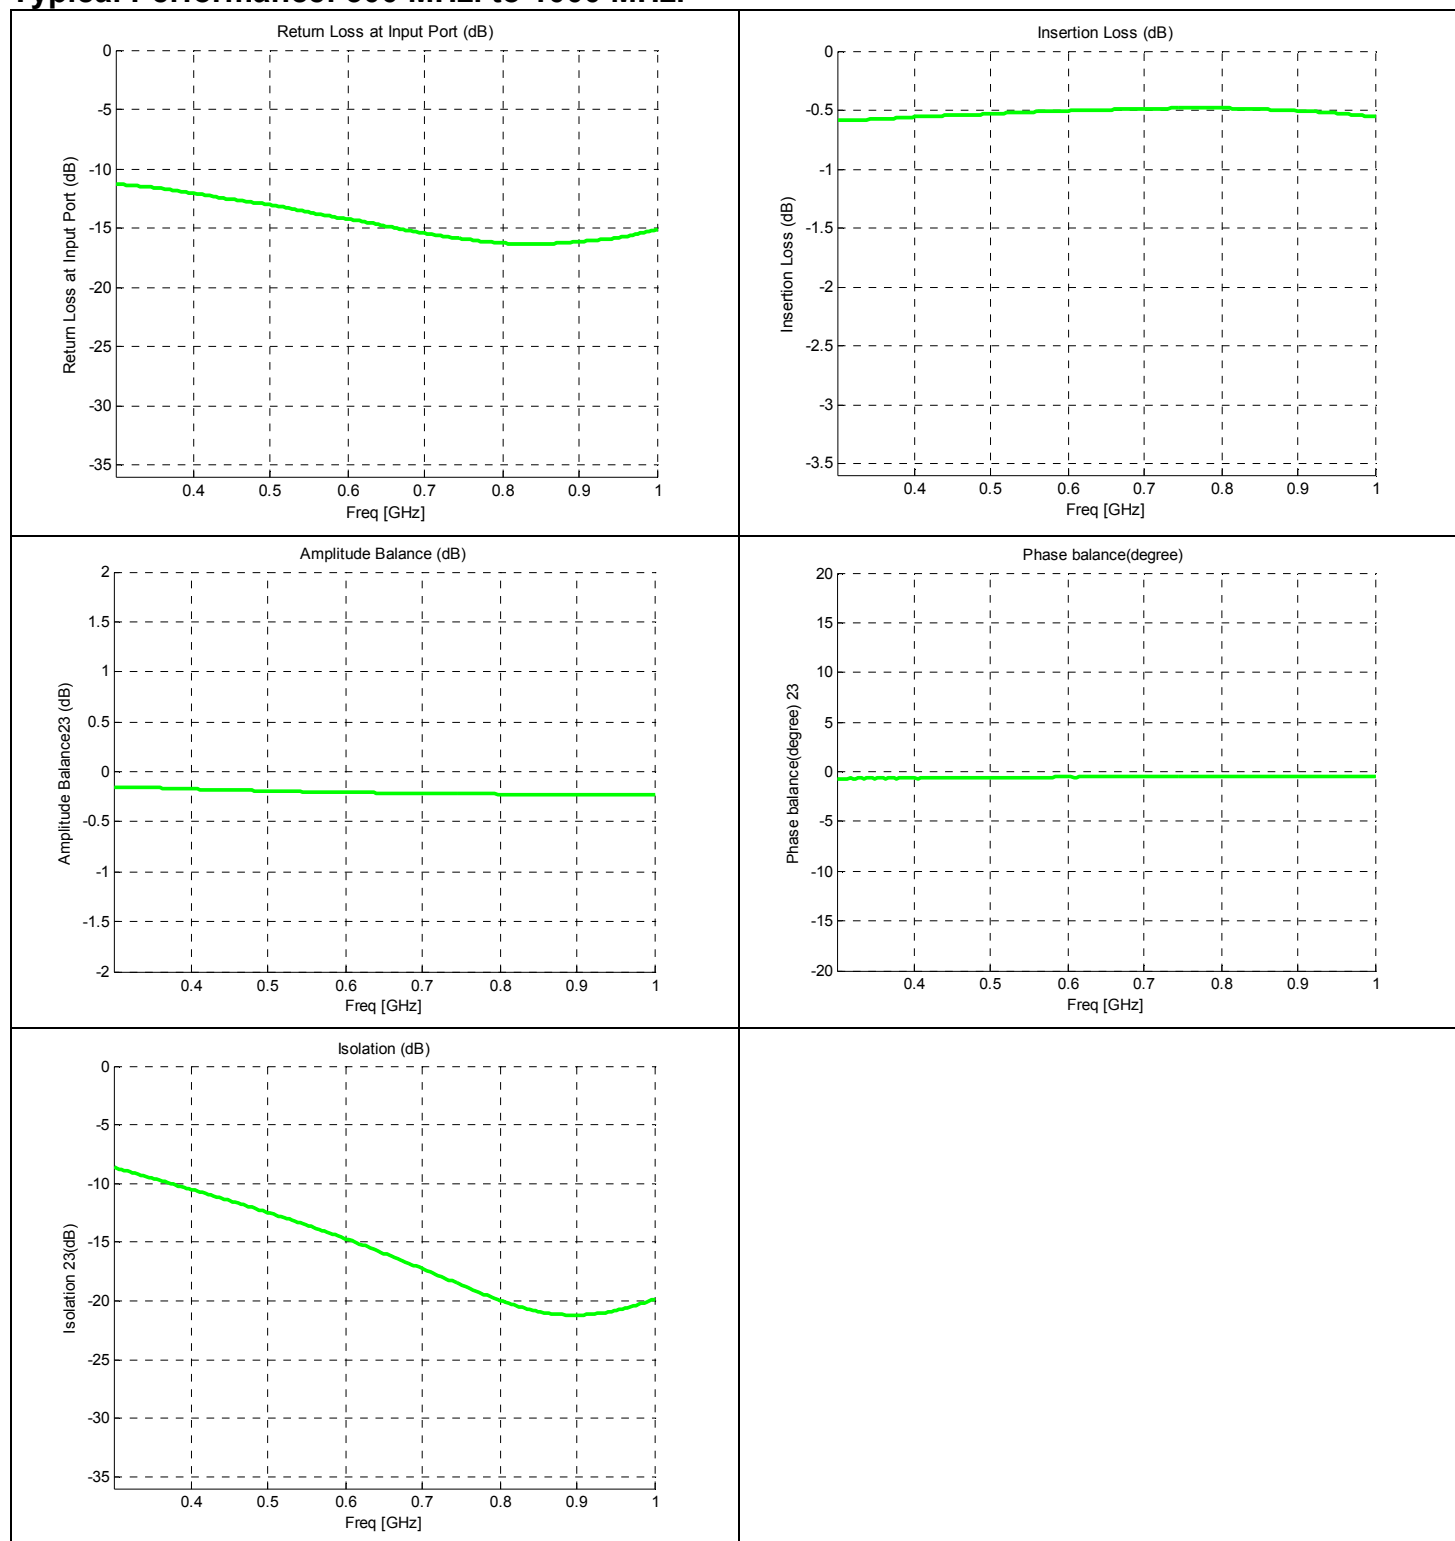 Typical Performance: 300 MHz. to 1000 MHz.
Return Loss at Input Port (dB)
Return Loss at Input Port (dB)
0
-5
-10
-15
-20
-25
-30
-35
0.4 0.5 0.6 0.7 0.8 0.9 1
Freq [GHz]
Insertion Loss (dB)
Insertion Loss (dB)
0
-0.5
-1
-1.5
-2
-2.5
-3
-3.5
0.4 0.5 0.6 0.7 0.8 0.9 1
Freq [GHz]
Amplitude Balance (dB)
Amplitude Balance23 (dB)
2
1.5
1
0.5
0
-0.5
-1
-1.5
-2
0.4 0.5 0.6 0.7 0.8 0.9 1
Freq [GHz]
Phase balance(degree)
Phase balance(degree) 23
20
15
10
5
0
-5
-10
-15
-20
0.4 0.5 0.6 0.7 0.8 0.9 1
Freq [GHz]
Isolation (dB)
Isolation 23(dB)
0
-5
-10
-15
-20
-25
-30
-35
0.4 0.5 0.6 0.7 0.8 0.9 1
Freq [GHz]